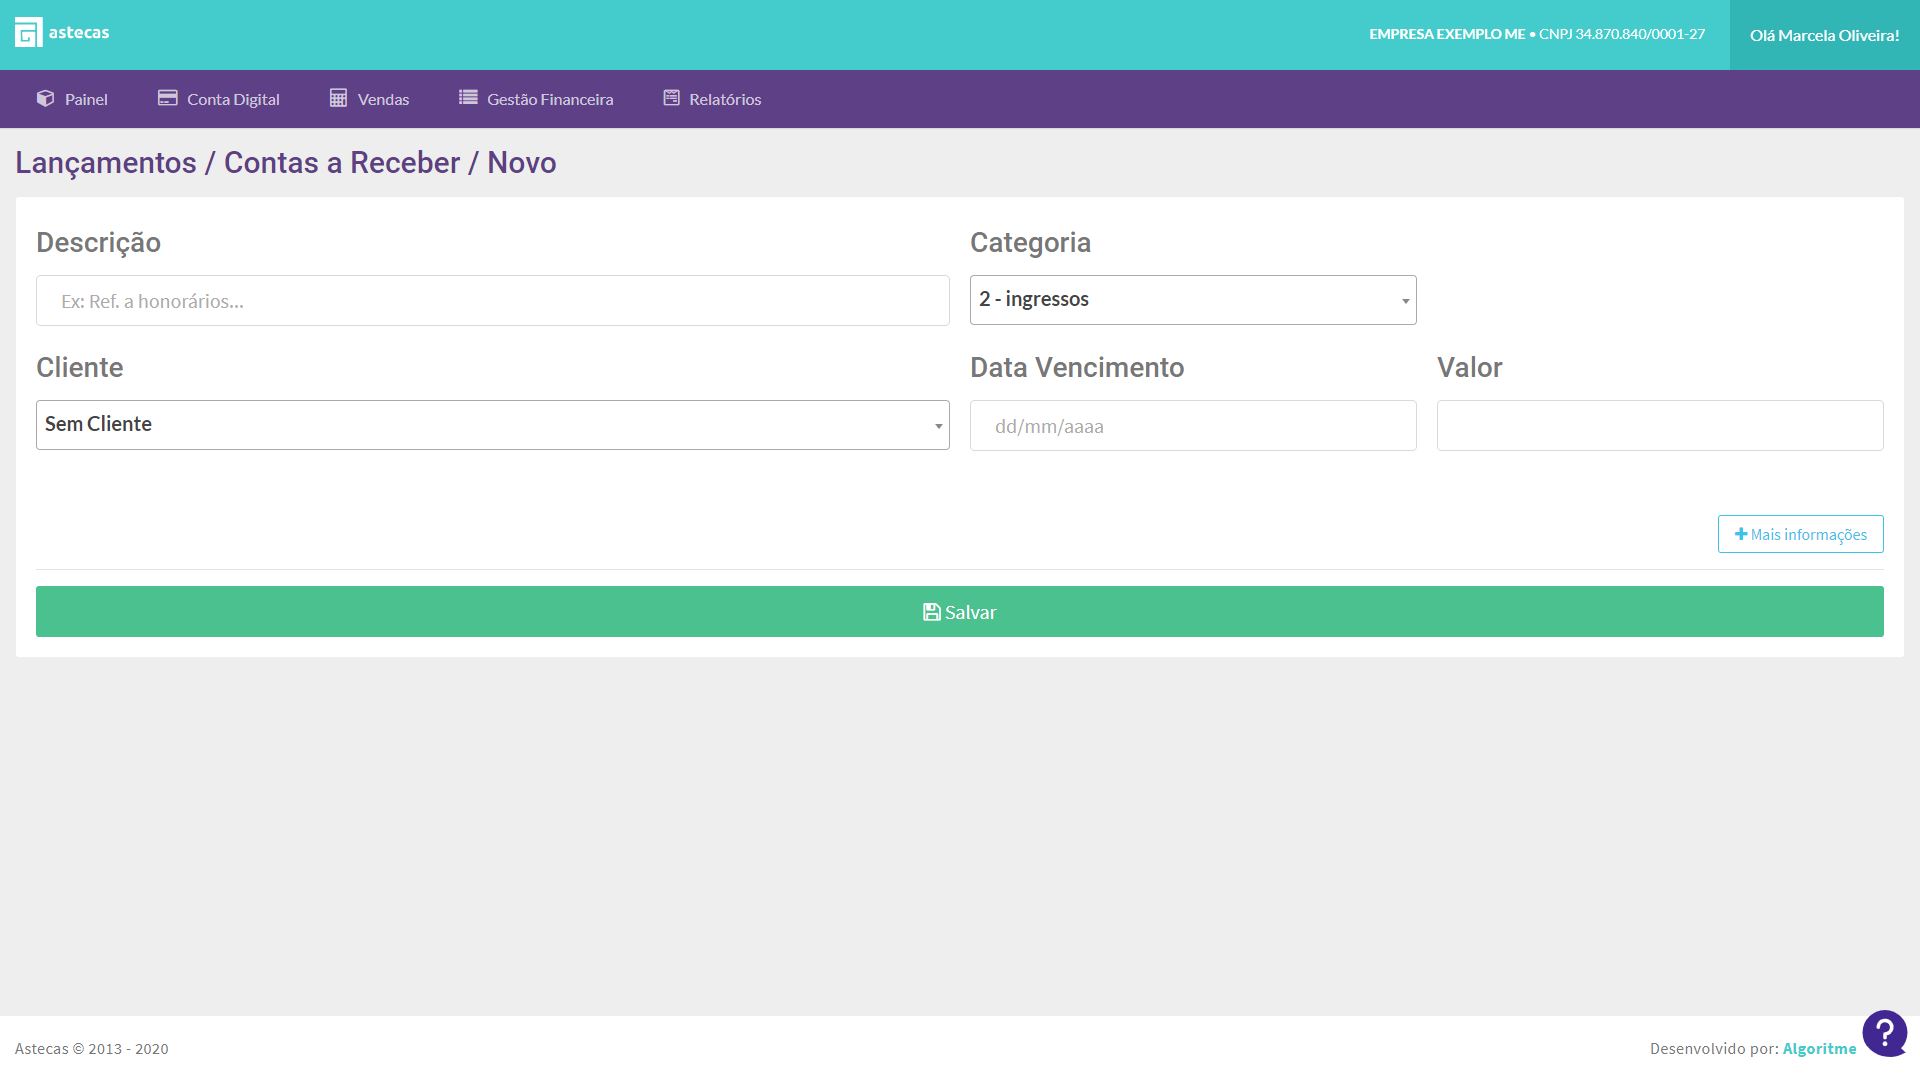 astecas
EMPRESA EXEMPLO ME • CNPJ 34.870.840/0001-27
Olá Marcela Oliveira!
Painel
Conta Digital
Vendas
Gestão Financeira
Relatórios
Lançamentos / Contas a Receber / Novo
Descrição
Categoria
Ex: Ref. a honorários...
2 - ingressos
Cliente
Data Vencimento
Valor
Sem Cliente
dd/mm/aaaa
Mais informações
Salvar
Astecas © 2013 - 2020
Desenvolvido por: Algoritme